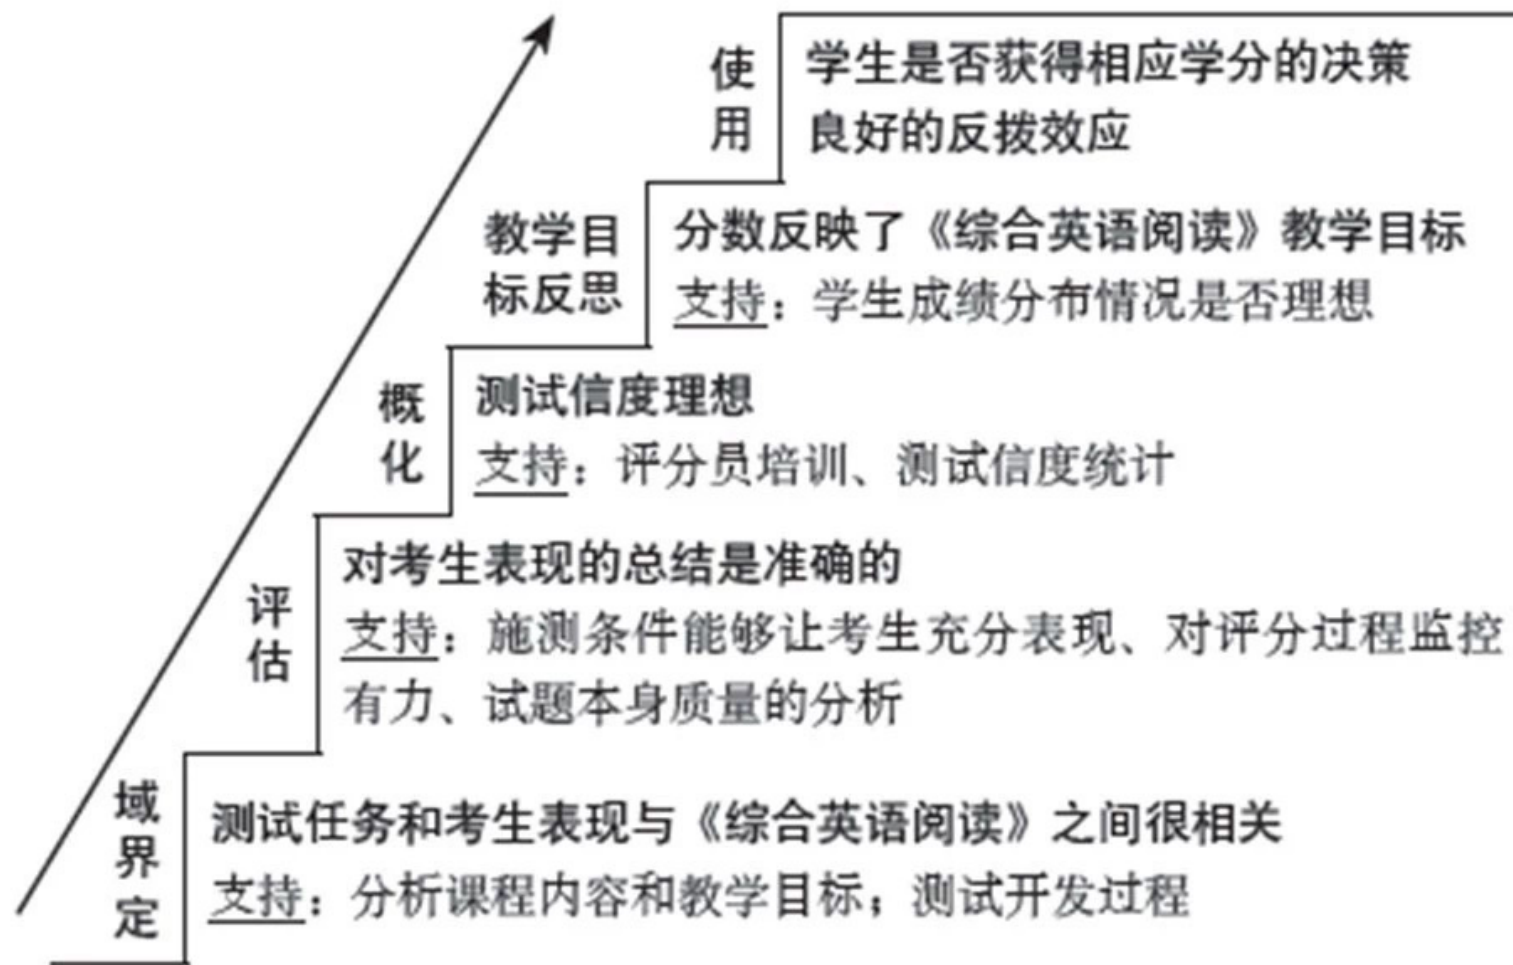 使用
学生是否获得相应学分的决策
良好的反拨效应
教学目
标反思
分数反映了《综合英语阅读》教学目标
支持：学生成绩分布情况是否理想
概化
测试信度理想
支持：评分员培训、测试信度统计
评估
对考生表现的总结是准确的
支持：施测条件能够让考生充分表现、对评分过程监控
有力、试题本身质量的分析
域界定
测试任务和考生表现与《综合英语阅读》之间很相关
支持：分析课程内容和教学目标；测试开发过程